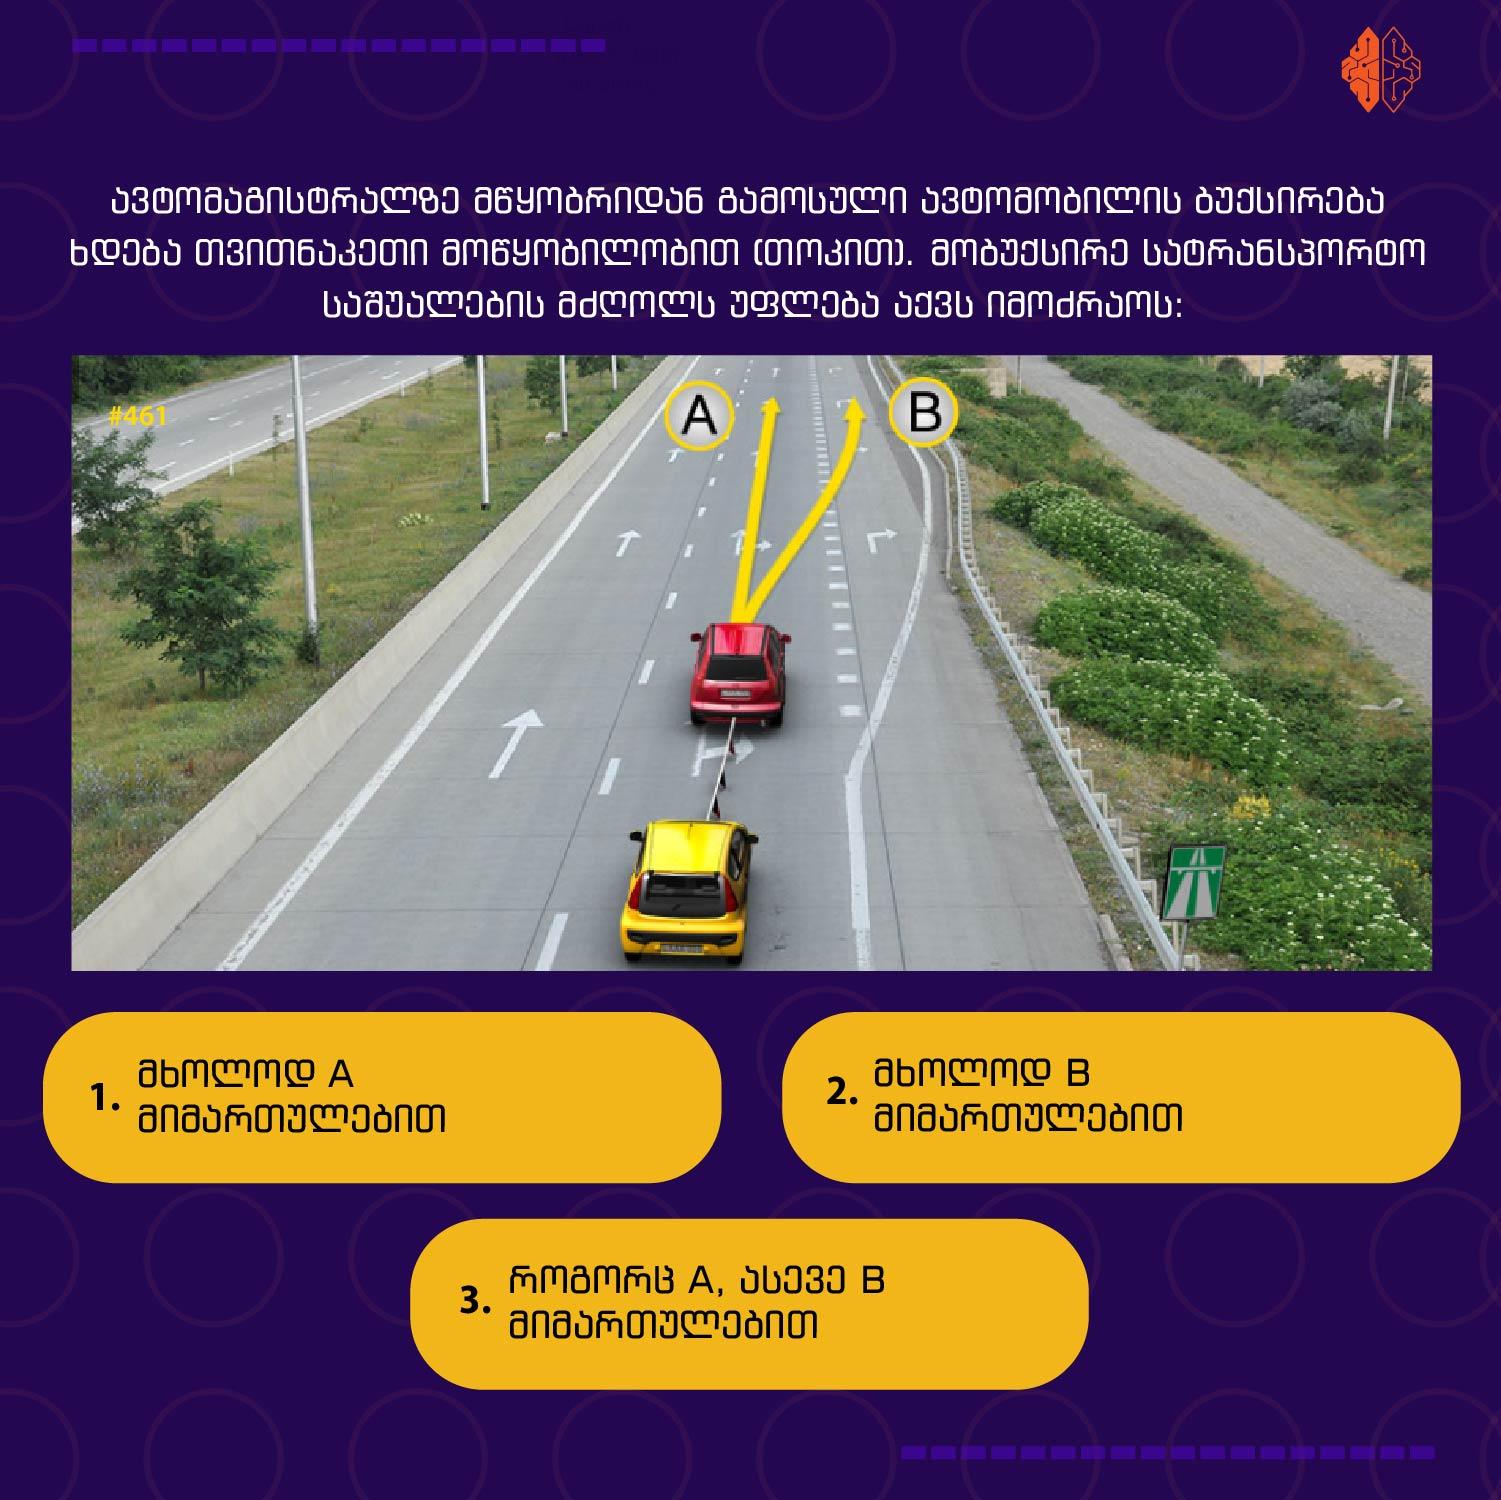 ავტომაგისტრალზე მწყობრიდან გამოსული ავტომობილის ბუქსირება
ხდება თვითნაკეთი მოწყობილობით (თოკით). მობუქსირე სატრანსპორტო
საშუალების მძღოლს უფლება აქვს იმოძრაოს:
#461
A
B
1. მხოლოდ A
მიმართულებით
2. მხოლოდ B
მიმართულებით
3. როგორც A, ასევე B
მიმართულებით